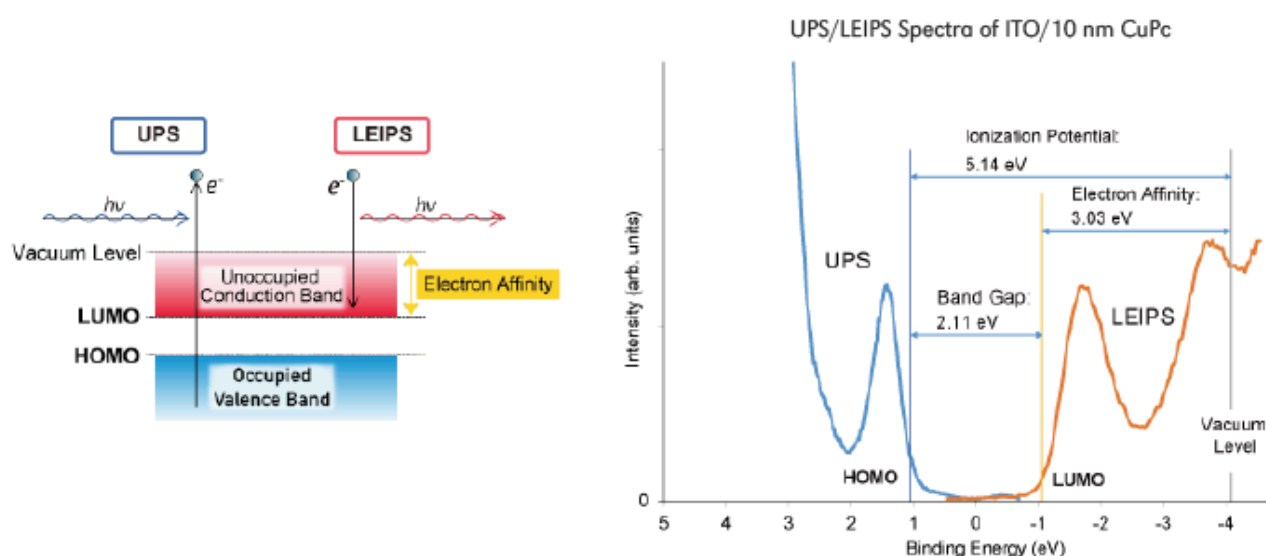 UPS
LEIPS
e⁻
e⁻
hν
hν
Vacuum Level
Unoccupied
Conduction Band
Electron Affinity
LUMO
HOMO
Occupied
Valence Band
UPS/LEIPS Spectra of ITO/10 nm CuPc
Ionization Potential:
5.14 eV
Electron Affinity:
3.03 eV
UPS
Band Gap:
2.11 eV
LEIPS
Vacuum
Level
HOMO
LUMO
Intensity (arb. units)
0
5 4 3 2 1 0 -1 -2 -3 -4
Binding Energy (eV)